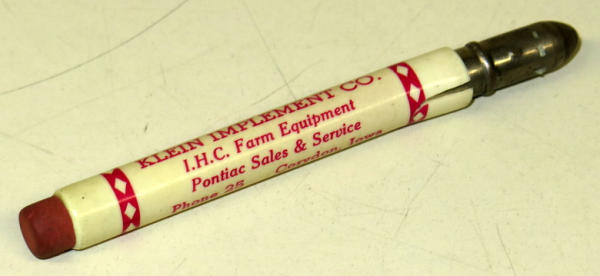 KLEIN IMPLEMENT CO.
I.H.C. Farm Equipment
Pontiac Sales & Service
Phone 25 Corydon, Iowa